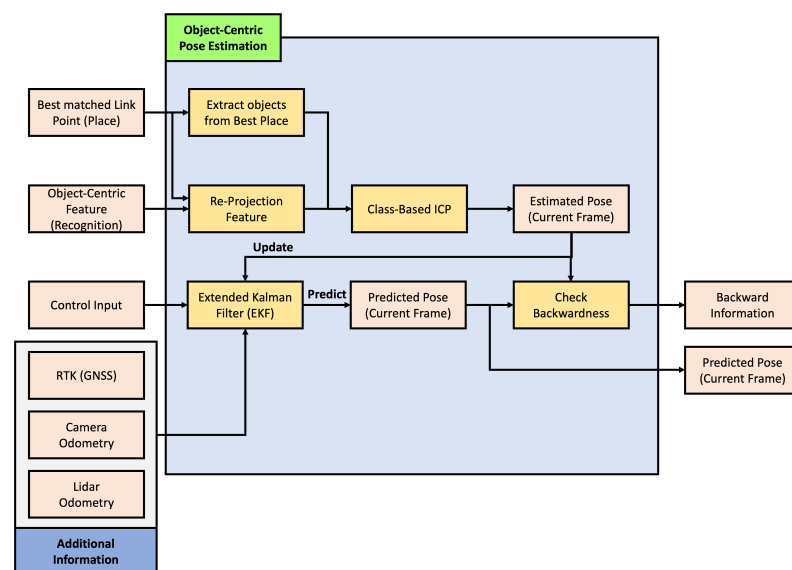 Object-Centric
Pose Estimation
Best matched Link
Point (Place)
Extract objects
from Best Place
Object-Centric
Feature
(Recognition)
Re-Projection
Feature
Class-Based ICP
Estimated Pose
(Current Frame)
Update
Control Input
Extended Kalman
Filter (EKF)
Predict
Predicted Pose
(Current Frame)
Check
Backwardness
Backward
Information
RTK (GNSS)
Predicted Pose
(Current Frame)
Camera
Odometry
Lidar
Odometry
Additional
Information